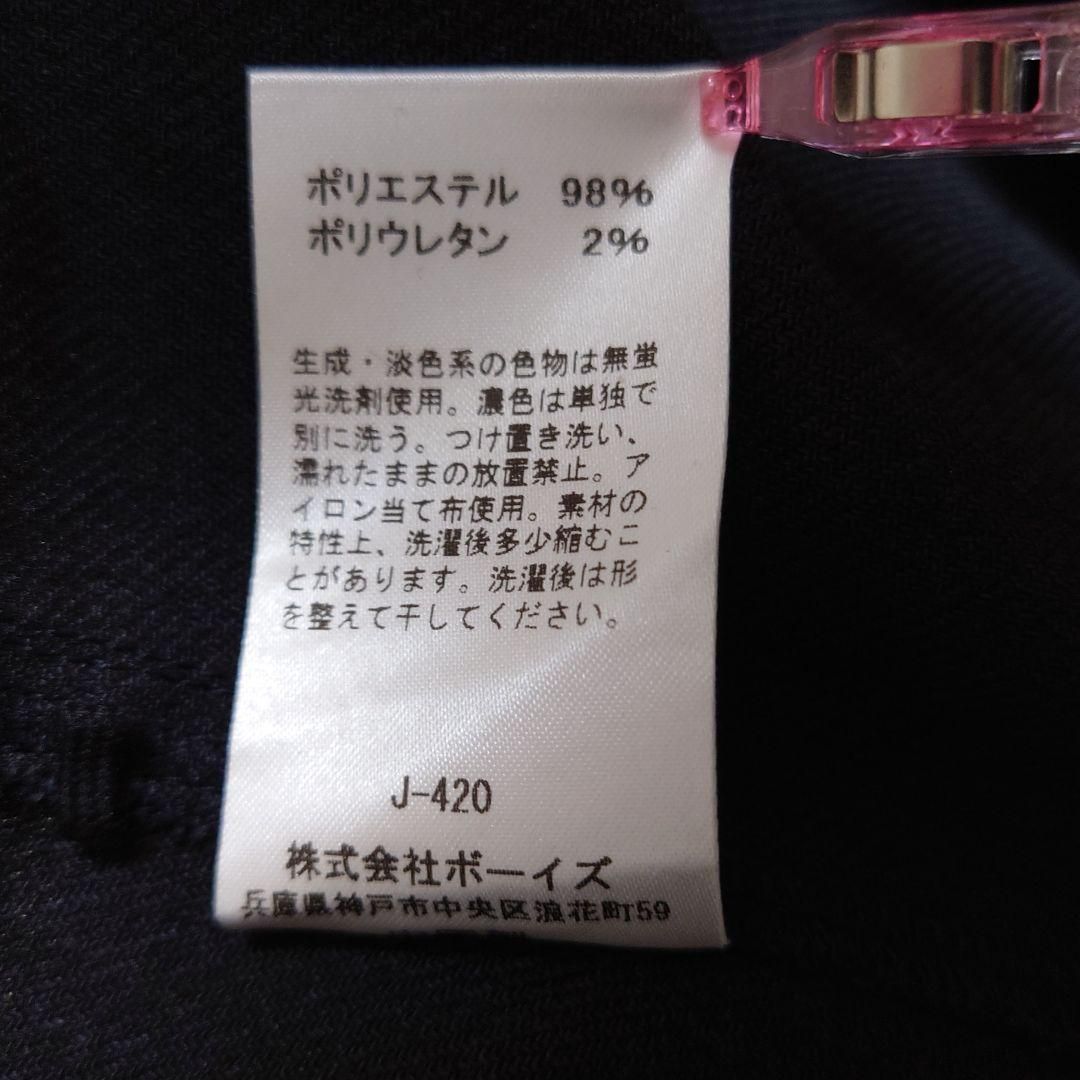 ポリエステル 98%
ポリウレタン 2%
生成・淡色系の色物は無蛍
光洗剤使用。濃色は単独で
別に洗う。つけ置き洗い、
濡れたままの放置禁止。ア
イロン当て布使用。素材の
特性上、洗濯後多少縮むこ
とがあります。洗濯後は形
を整えて干してください。
J-420
株式会社ボーイズ
兵庫県神戸市中央区浪花町59